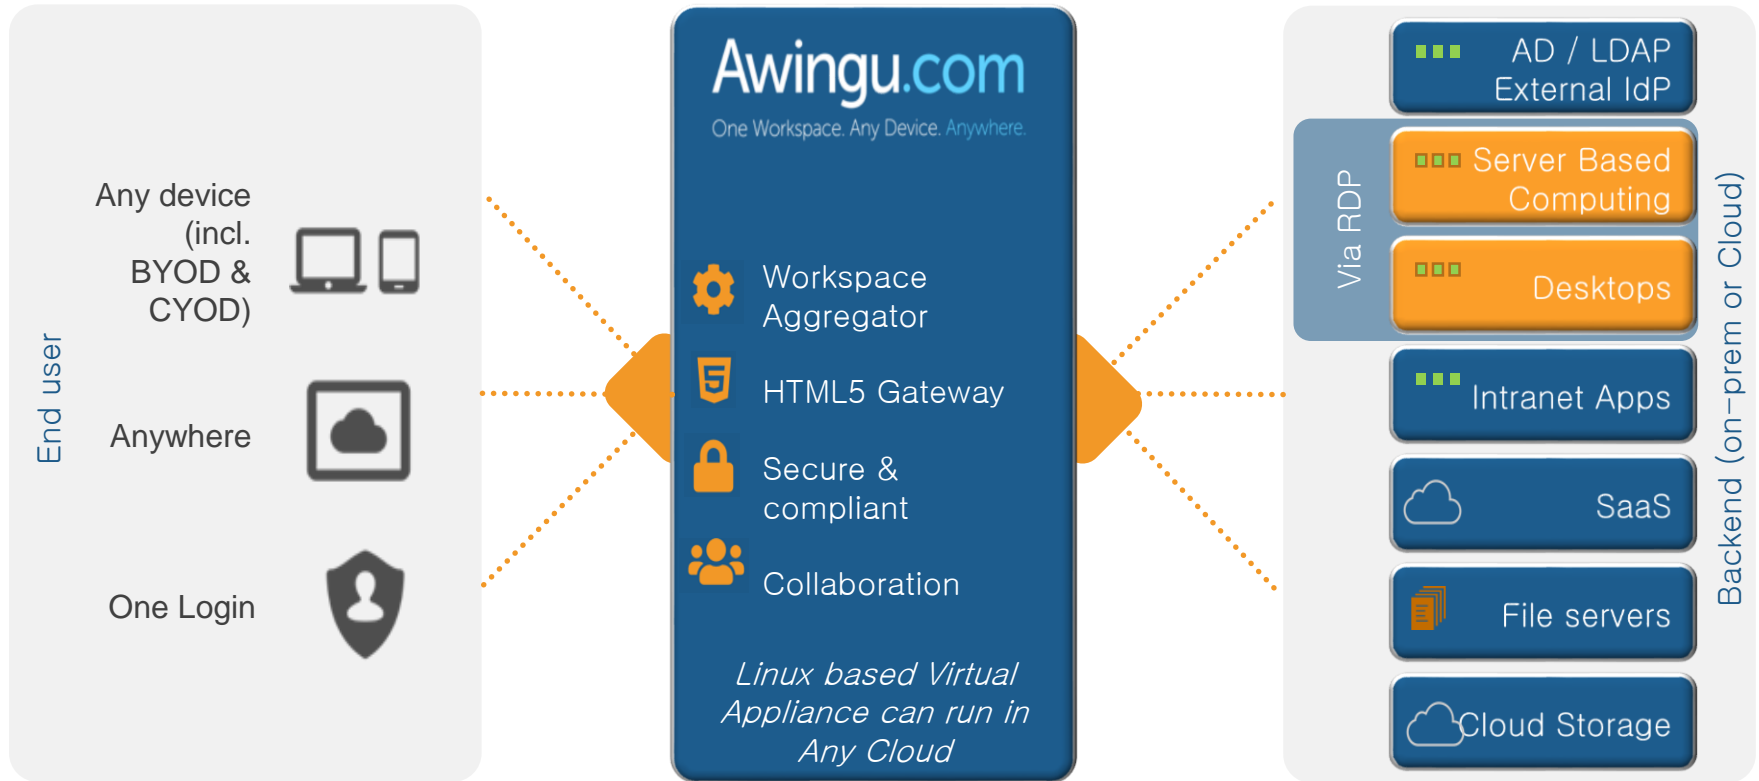 End user
Any device
(incl.
BYOD &
CYOD)
Anywhere
One Login
Awingu.com
One Workspace. Any Device. Anywhere.
Workspace
Aggregator
HTML5 Gateway
Secure &
compliant
Collaboration
Linux based Virtual
Appliance can run in
Any Cloud
AD / LDAP
External IdP
Via RDP
Server Based
Computing
Desktops
Intranet Apps
SaaS
File servers
Cloud Storage
Backend (on-prem or Cloud)